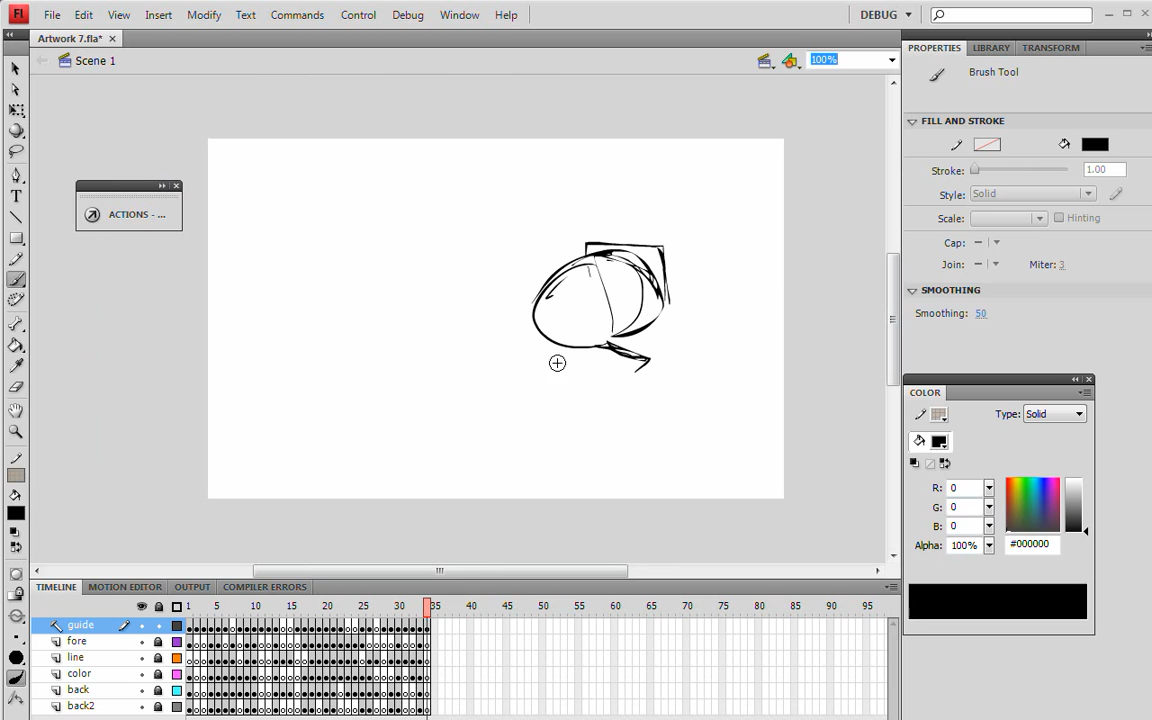 Fl File Edit View Insert Modify Text Commands Control Debug Window Help DEBUG
Artwork 7.fla*
Scene 1 100%
ACTIONS - ...
PROPERTIES LIBRARY TRANSFORM
Brush Tool
FILL AND STROKE
Stroke: 1.00
Style: Solid
Scale: Hinting
Cap:
Join: Miter: 3
SMOOTHING
Smoothing: 50
COLOR
Type: Solid
R: 0
G: 0
B: 0
Alpha: 100% #000000
TIMELINE MOTION EDITOR OUTPUT COMPILER ERRORS
1 5 10 15 20 25 30 35 40 45 50 55 60 65 70 75 80 85 90 95
guide
fore
line
color
back
back2